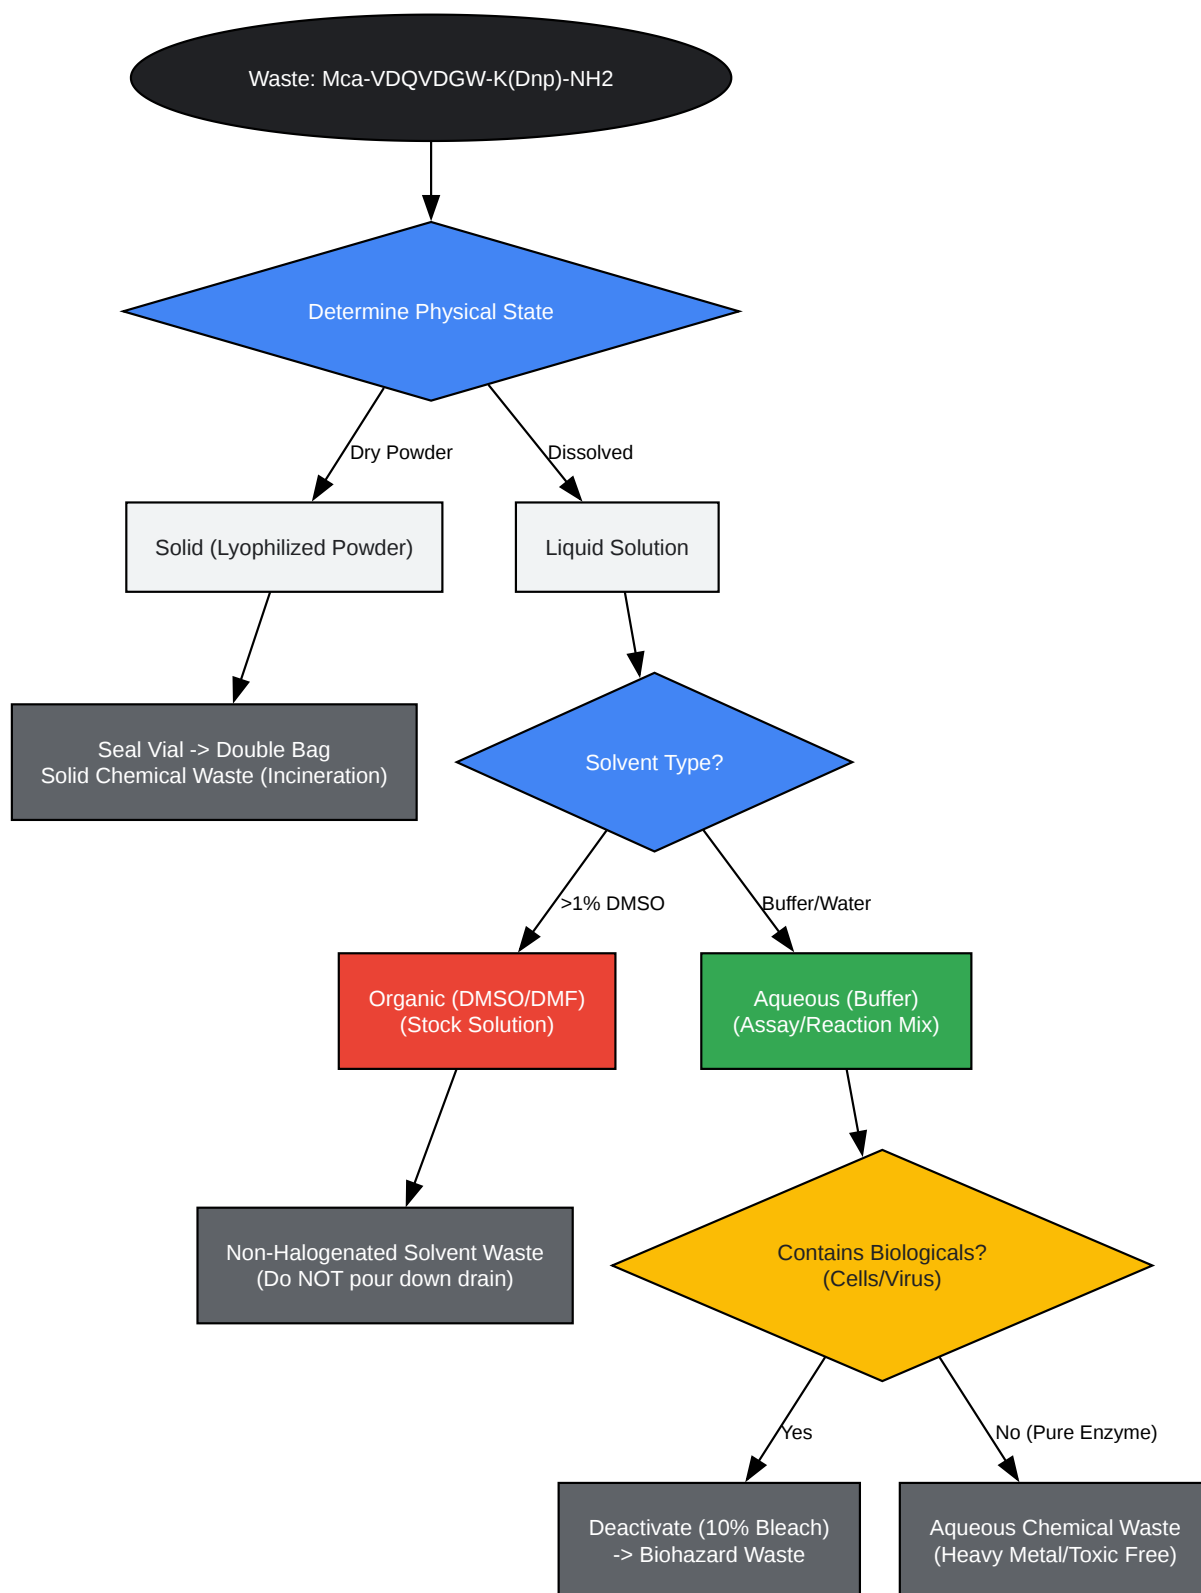 Waste: Mca-VDQVDGW-K(Dnp)-NH2
Determine Physical State
Dry Powder
Dissolved
Solid (Lyophilized Powder)
Liquid Solution
Seal Vial -> Double Bag
Solid Chemical Waste (Incineration)
Solvent Type?
>1% DMSO
Buffer/Water
Organic (DMSO/DMF)
(Stock Solution)
Aqueous (Buffer)
(Assay/Reaction Mix)
Non-Halogenated Solvent Waste
(Do NOT pour down drain)
Contains Biologicals?
(Cells/Virus)
Yes
No (Pure Enzyme)
Deactivate (10% Bleach)
-> Biohazard Waste
Aqueous Chemical Waste
(Heavy Metal/Toxic Free)